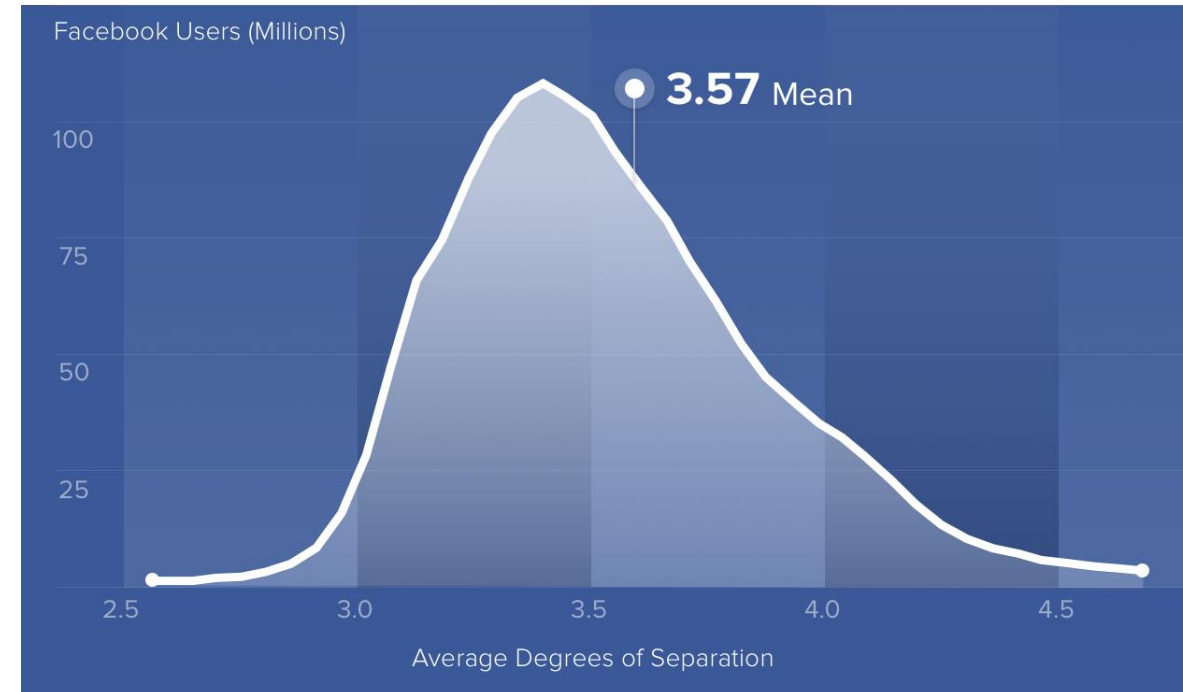 Facebook Users (Millions)
3.57 Mean
100
75
50
25
2.5 3.0 3.5 4.0 4.5
Average Degrees of Separation